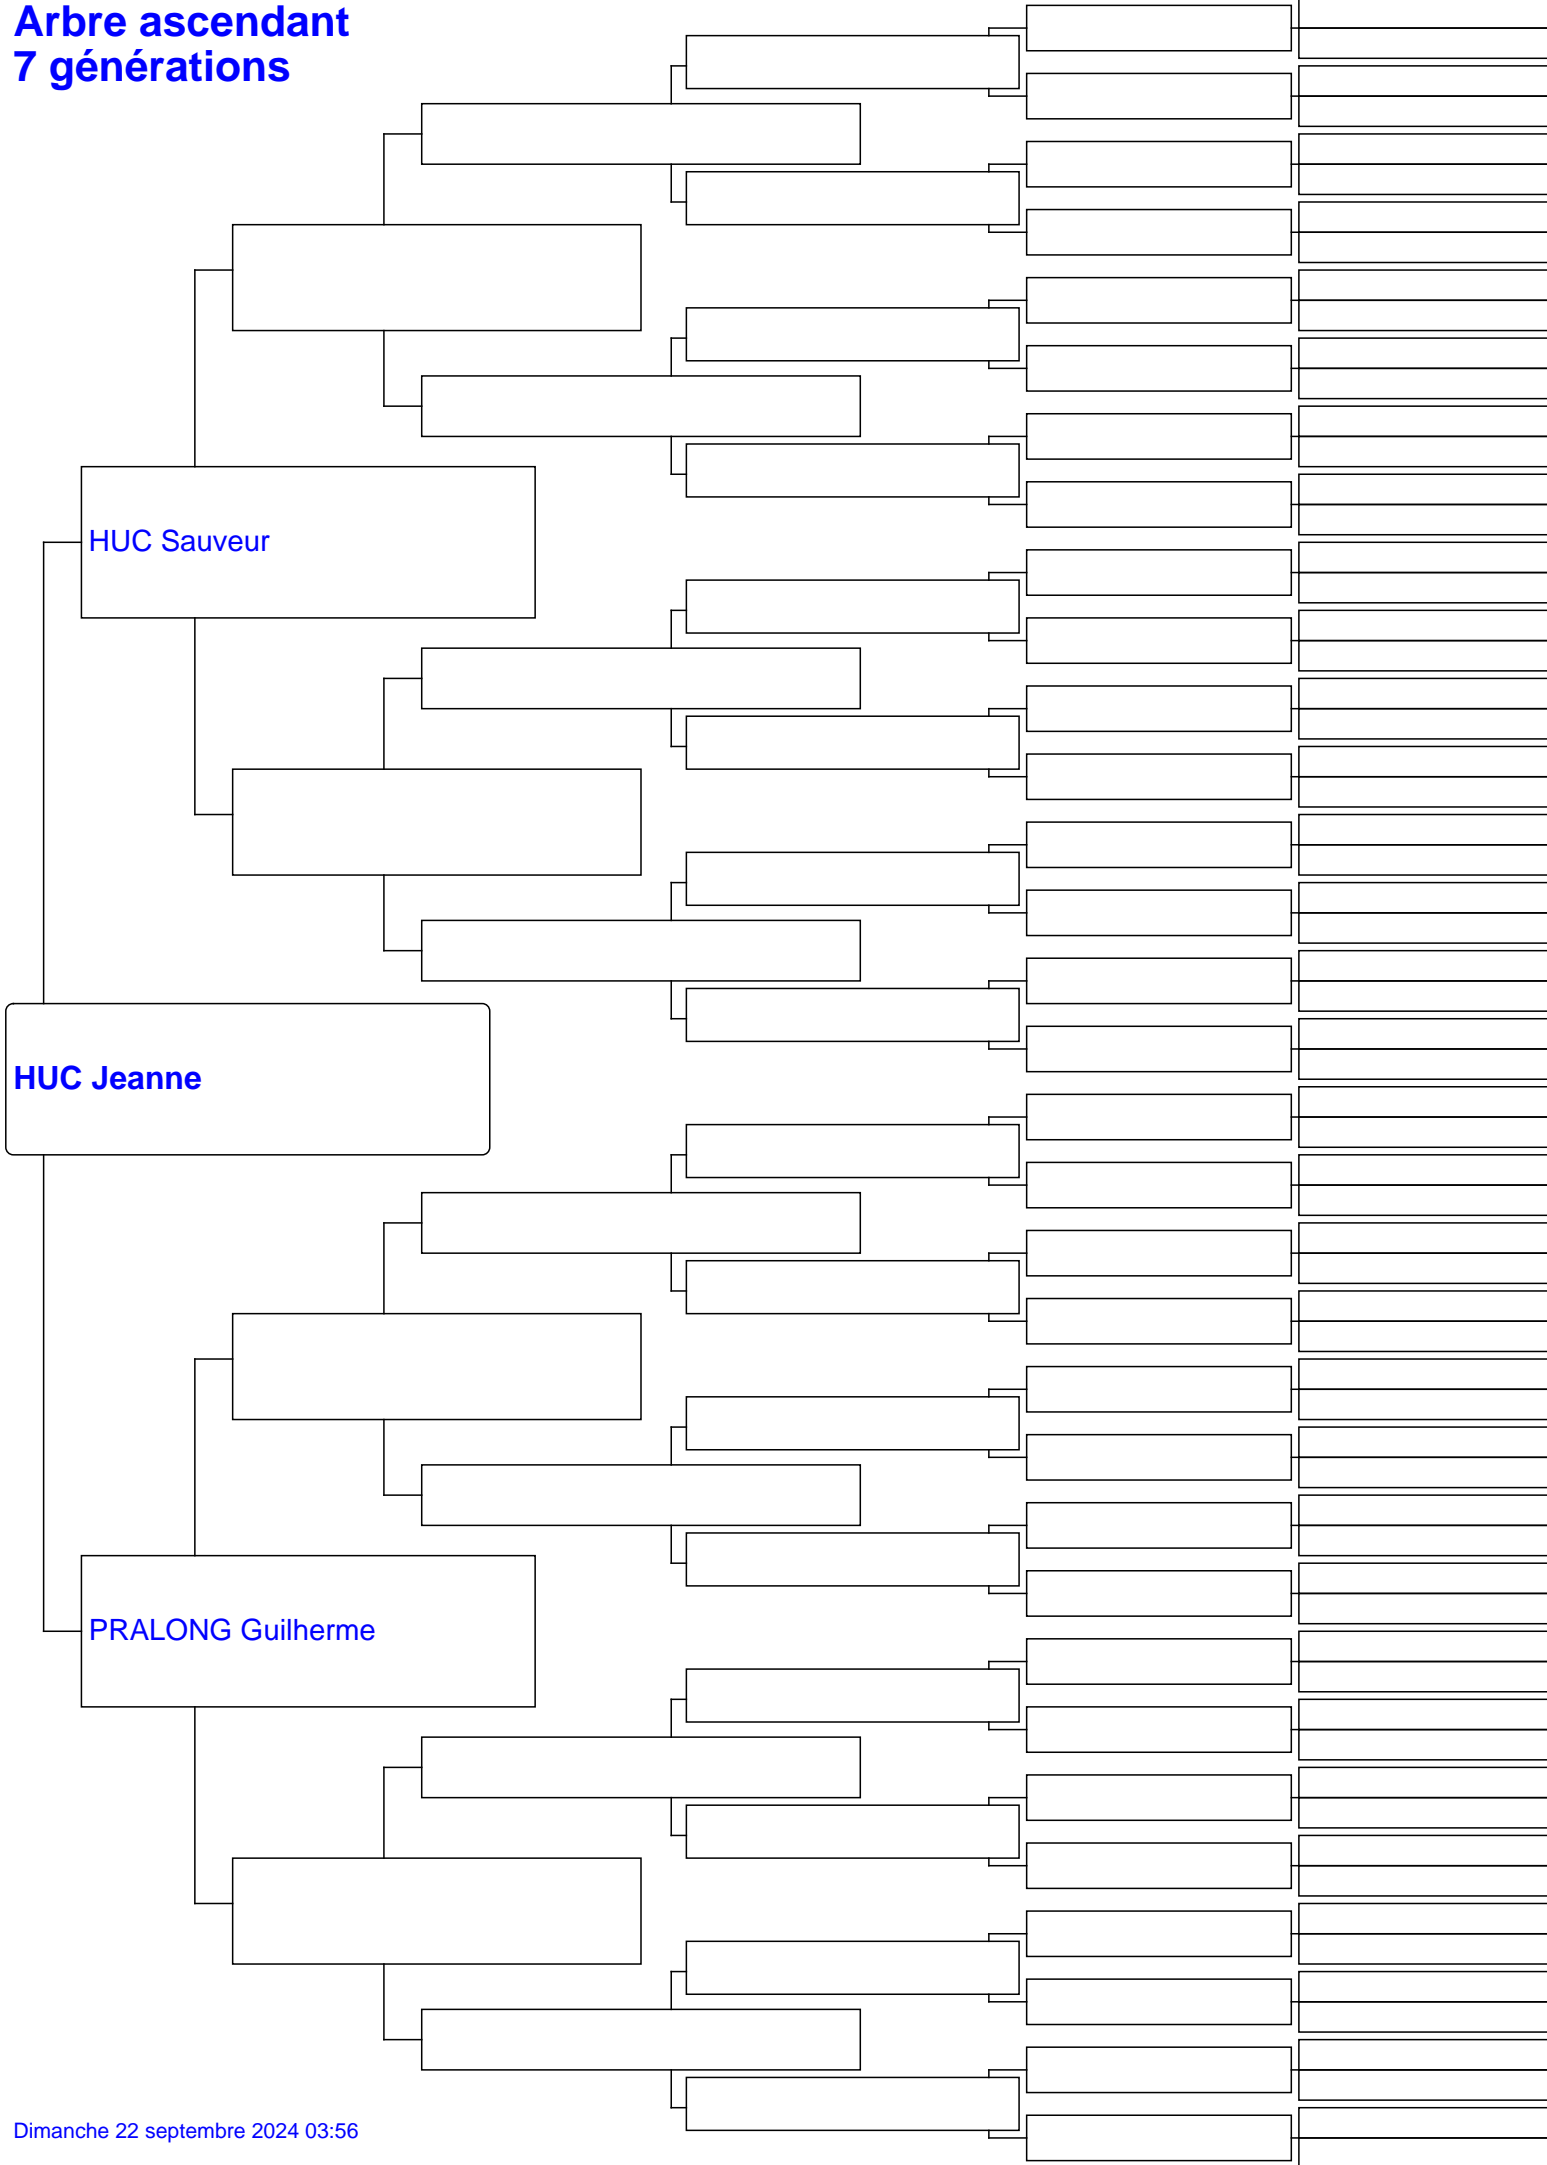 Arbre ascendant
7 générations
HUC Sauveur
HUC Jeanne
PRALONG Guilherme
Dimanche 22 septembre 2024 03:56